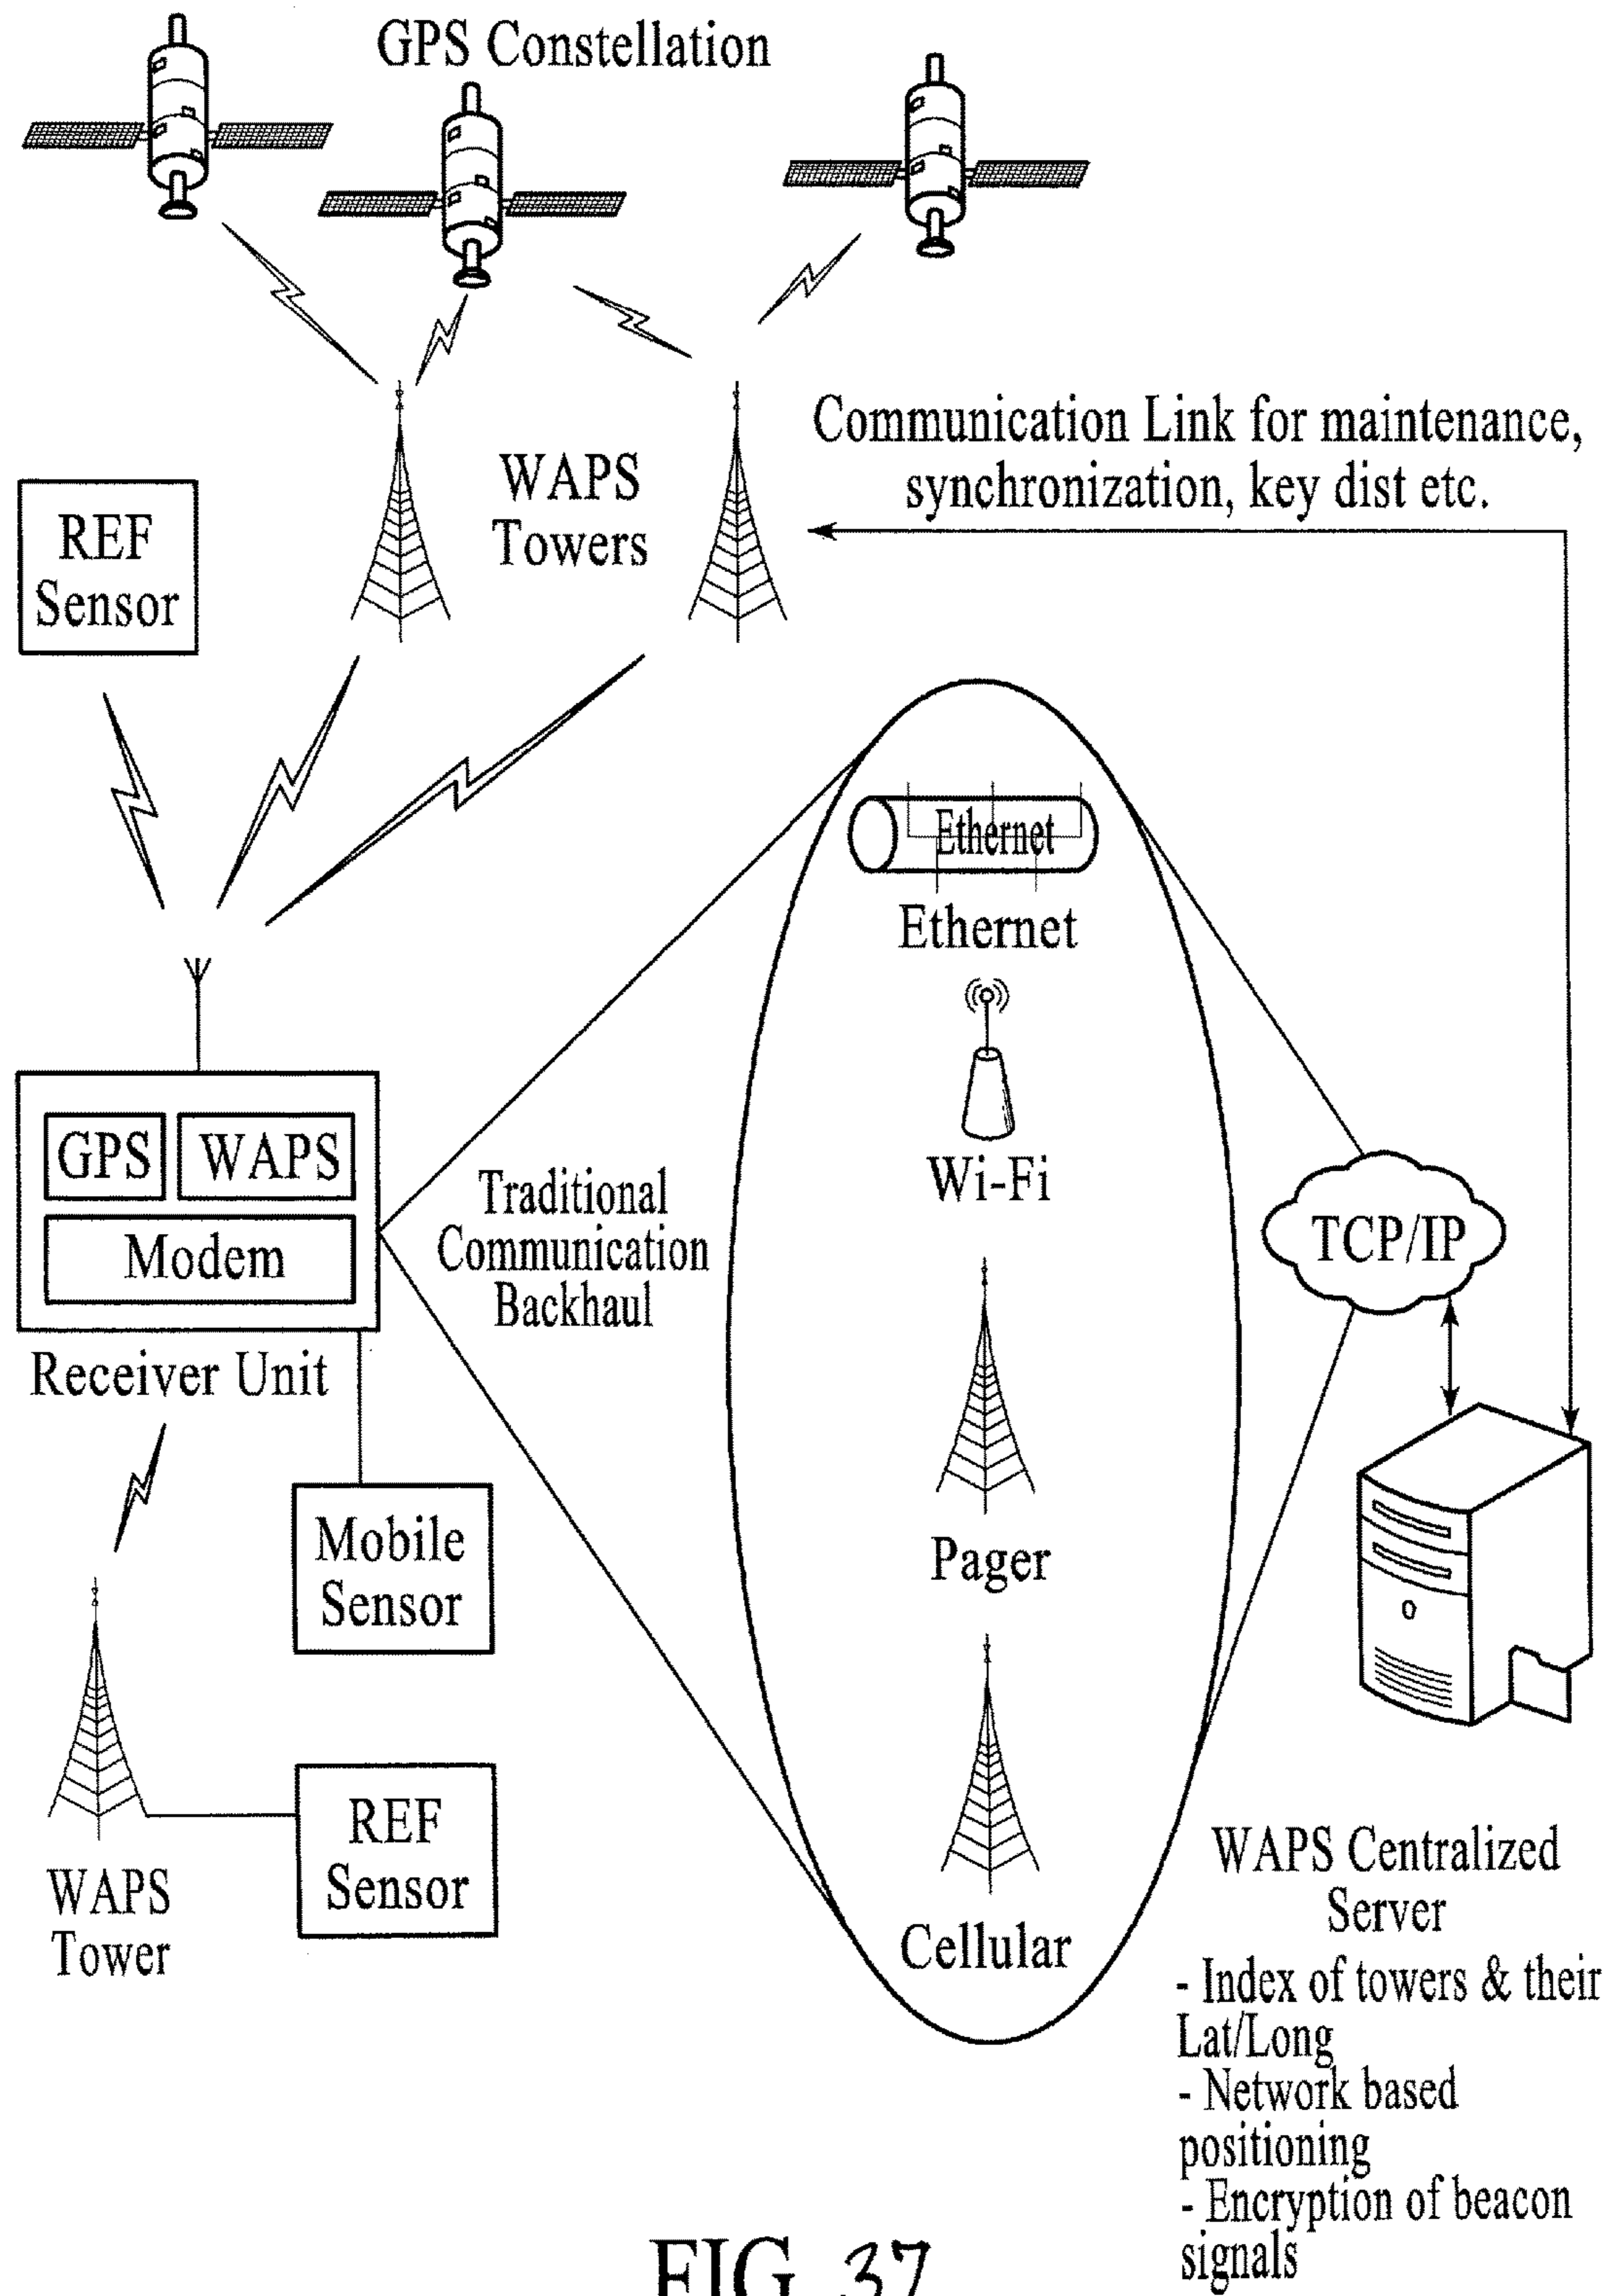 GPS Constellation
Communication Link for maintenance,
synchronization, key dist etc.
WAPS
Towers
REF
Sensor
Ethernet
Ethernet
Wi-Fi
GPS
WAPS
Modem
Receiver Unit
Traditional
Communication
Backhaul
TCP/IP
Pager
Mobile
Sensor
REF
Sensor
WAPS
Tower
Cellular
WAPS Centralized
Server
- Index of towers & their
Lat/Long
- Network based
positioning
- Encryption of beacon
signals
FIG. 37